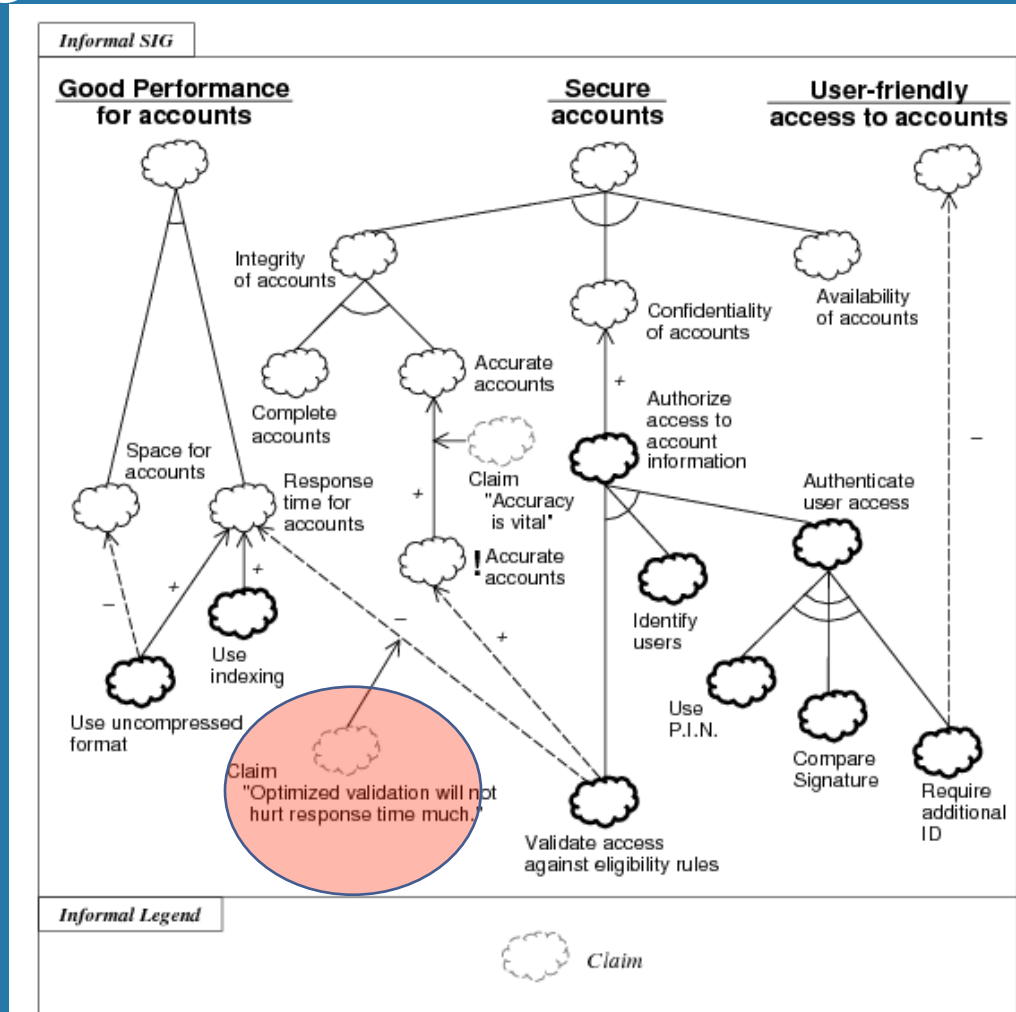 Informal SIG
Good Performance
for accounts
Secure
accounts
User-friendly
access to accounts
Integrity
of accounts
Confidentiality
of accounts
Availability
of accounts
Complete
accounts
Accurate
accounts
+
Authorize
access to
account
information
Space for
accounts
Response
time for
accounts
Claim
"Accuracy
is vital"
+
! Accurate
accounts
Authenticate
user access
–
–
+
+
Use
indexing
Use uncompressed
format
–
+
Identify
users
Use
P.I.N.
Compare
Signature
Require
additional
ID
Claim
"Optimized validation will not
hurt response time much."
Validate access
against eligibility rules
Informal Legend
Claim